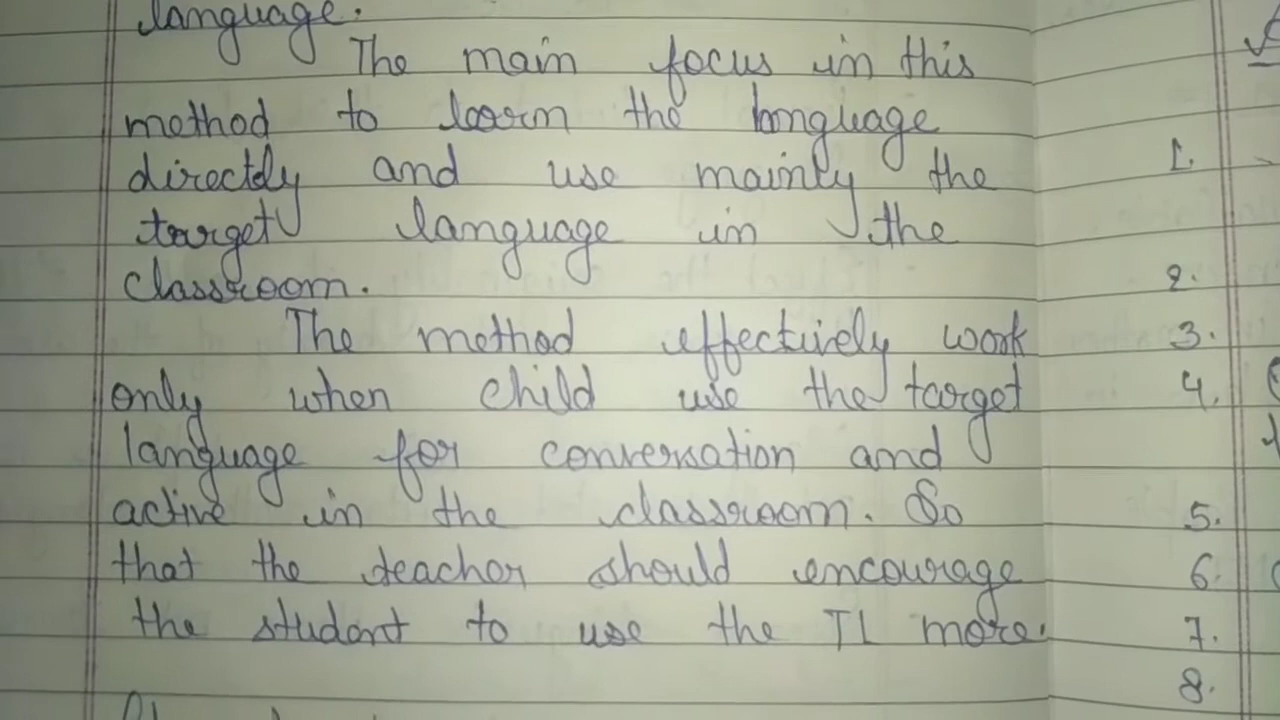 language.
The main focus in this
method to learn the language
directly and use mainly the
target language in the
classroom.
The method effectively work
only when child use the target
language for conversation and
active in the classroom. So
that the teacher should encourage
the student to use the TL more.
1.
2.
3.
4.
5.
6.
7.
8.